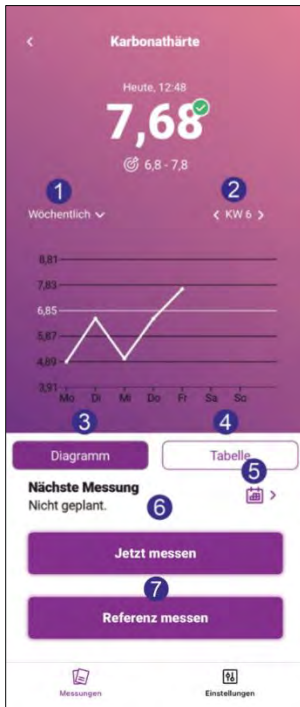 Karbonathärte
Heute, 12:48
7,68
6,8 - 7,8
1
2
Wöchentlich
KW 6
8,81
7,83
6,85
5,87
4,89
3,91
Mo Di Mi Do Fr Sa So
3
4
Diagramm
Tabelle
5
Nächste Messung
Nicht geplant.
6
Jetzt messen
7
Referenz messen
Messungen
Einstellungen